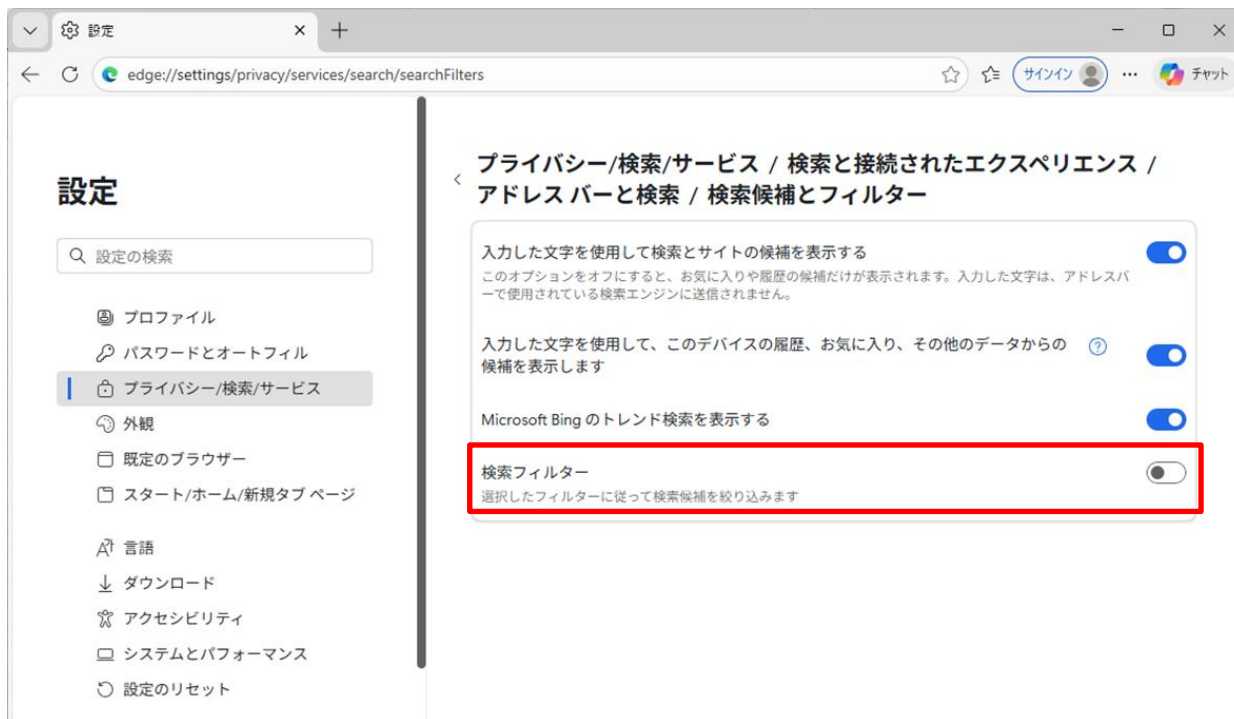 設定
edge://settings/privacy/services/search/searchFilters
サインイン
チャット
設定
設定の検索
プロファイル
パスワードとオートフィル
プライバシー/検索/サービス
外観
既定のブラウザー
スタート/ホーム/新規タブ ページ
言語
ダウンロード
アクセシビリティ
システムとパフォーマンス
設定のリセット
プライバシー/検索/サービス / 検索と接続されたエクスペリエンス /
アドレス バーと検索 / 検索候補とフィルター
入力した文字を使用して検索とサイトの候補を表示する
このオプションをオフにすると、お気に入りや履歴の候補だけが表示されます。入力した文字は、アドレスバ
ーで使用されている検索エンジンに送信されません。
入力した文字を使用して、このデバイスの履歴、お気に入り、その他のデータからの
候補を表示します
Microsoft Bing のトレンド検索を表示する
検索フィルター
選択したフィルターに従って検索候補を絞り込みます